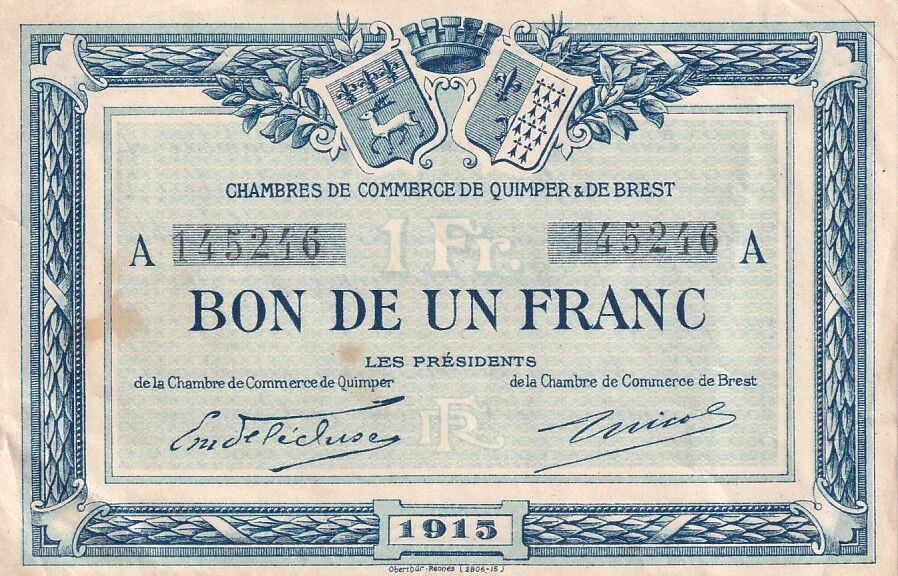 CHAMBRES DE COMMERCE DE QUIMPER & DE BREST
A 145246 1 Fr. 145246 A
BON DE UN FRANC
LES PRÉSIDENTS
de la Chambre de Commerce de Quimper de la Chambre de Commerce de Brest
RF
1915
Oberthür-Rennes (2806-15)